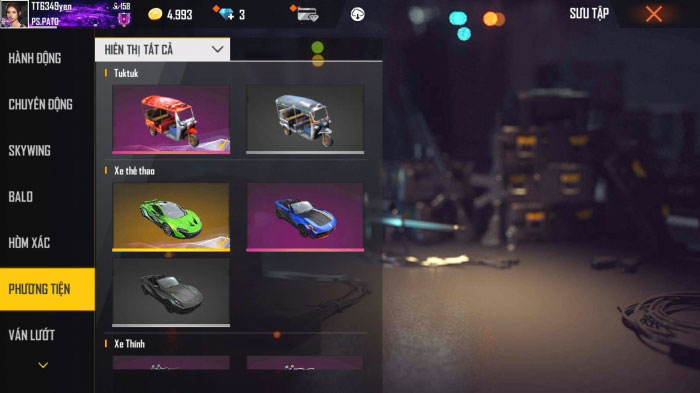 TT6349yen 158
PS.PATO
4.993
3
SƯU TẬP
HÀNH ĐỘNG
CHUYỂN ĐỘNG
SKYWING
BALO
HÒM XÁC
PHƯƠNG TIỆN
VÁN LƯỚT
HIỂN THỊ TẤT CẢ
Tuktuk
Xe thể thao
Xe Thính